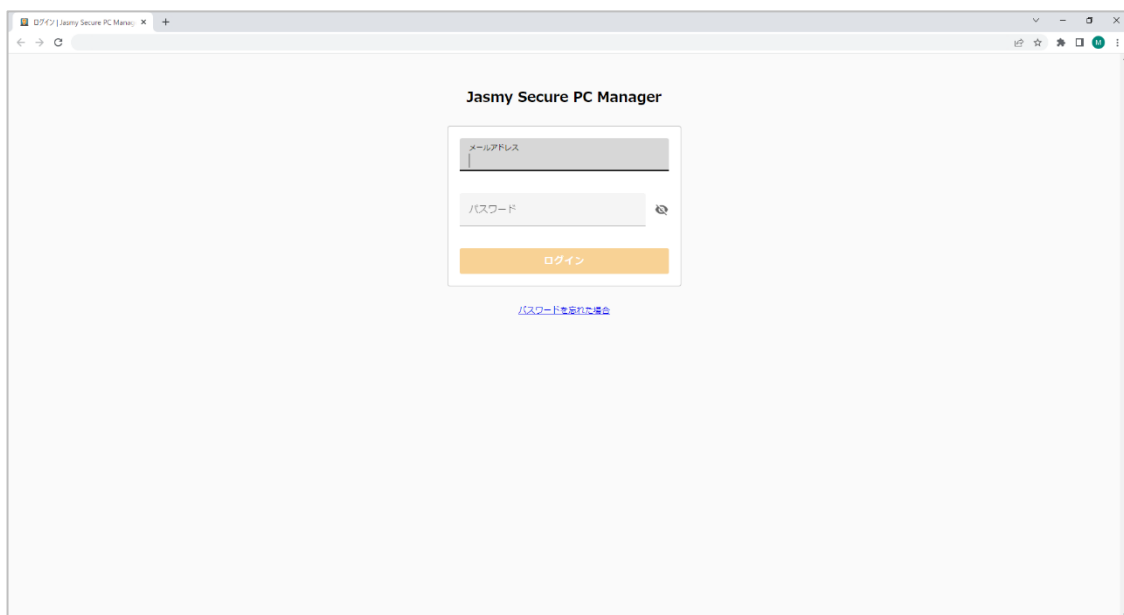 ログイン | Jasmy Secure PC Manag
M
Jasmy Secure PC Manager
メールアドレス
パスワード
ログイン
パスワードを忘れた場合